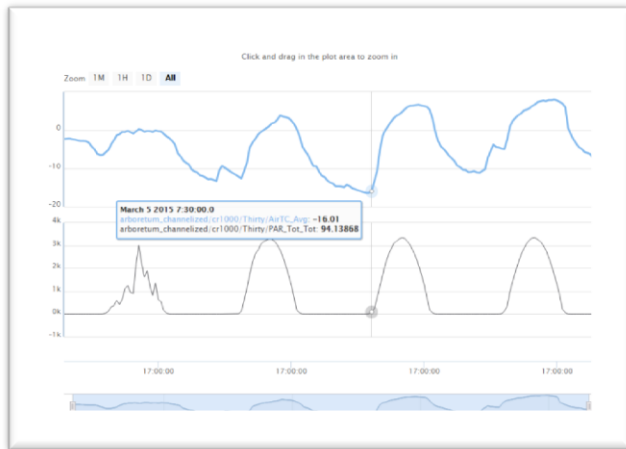 Click and drag in the plot area to zoom in
Zoom 1M 1H 1D All
0
-10
-20
March 5 2015 7:30:00.0
arboretum_channelized/cr1000/Thirty/AirTC_Avg: -16.01
arboretum_channelized/cr1000/Thirty/PAR_Tot_Tot: 94.13868
4k
3k
2k
1k
0k
-1k
17:00:00 17:00:00 17:00:00 17:00:00